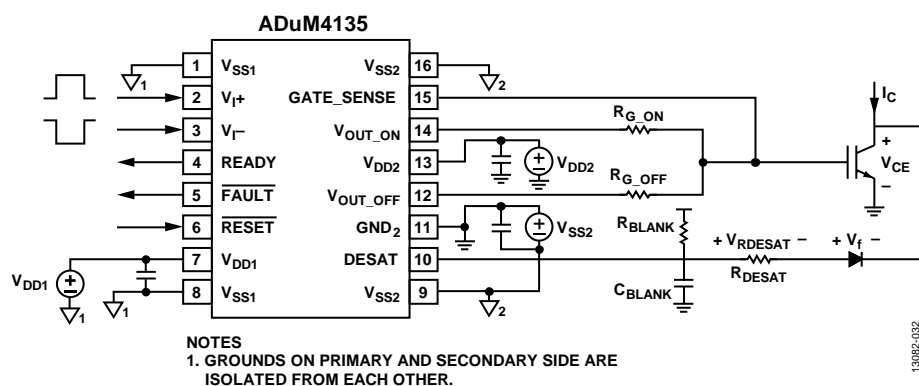 ADuM4135
1 VSS1 VSS2 16
2 VI+ GATE_SENSE 15
3 VI− VOUT_ON 14
4 READY VDD2 13
5 FAULT VOUT_OFF 12
6 RESET GND2 11
7 VDD1 DESAT 10
8 VSS1 VSS2 9
1
2
RG_ON
IC
+
VCE
−
+
−
VDD2
RG_OFF
+
−
VSS2
RBLANK
+ VRDESAT −
+ Vf −
RDESAT
CBLANK
VDD1
+
−
1
1
2
NOTES
1. GROUNDS ON PRIMARY AND SECONDARY SIDE ARE
ISOLATED FROM EACH OTHER.
13082-032